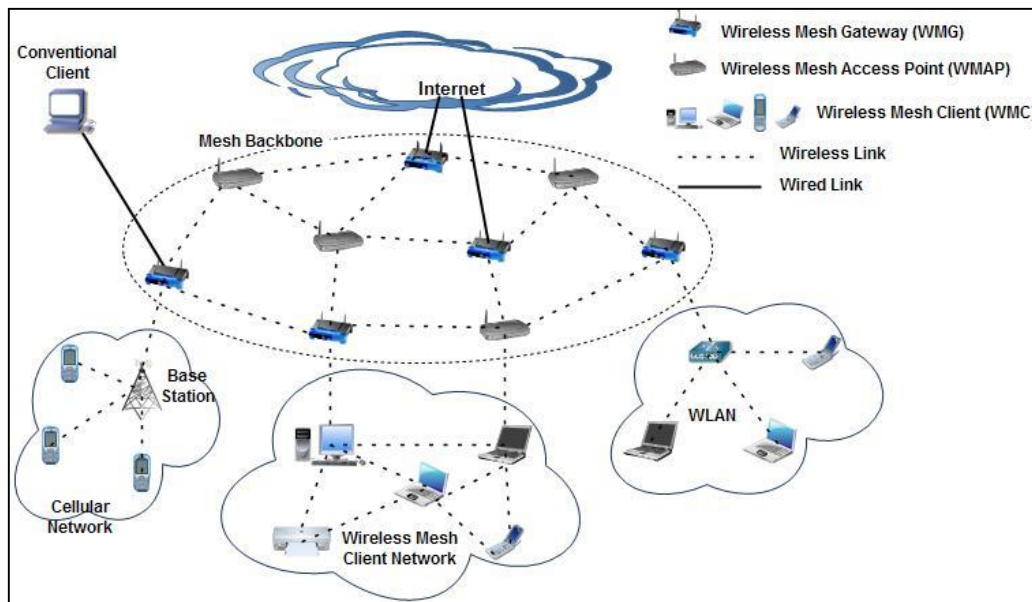 Conventional
Client
Internet
Mesh Backbone
Wireless Mesh Gateway (WMG)
Wireless Mesh Access Point (WMAP)
Wireless Mesh Client (WMC)
Wireless Link
Wired Link
Base
Station
Cellular
Network
Wireless Mesh
Client Network
WLAN